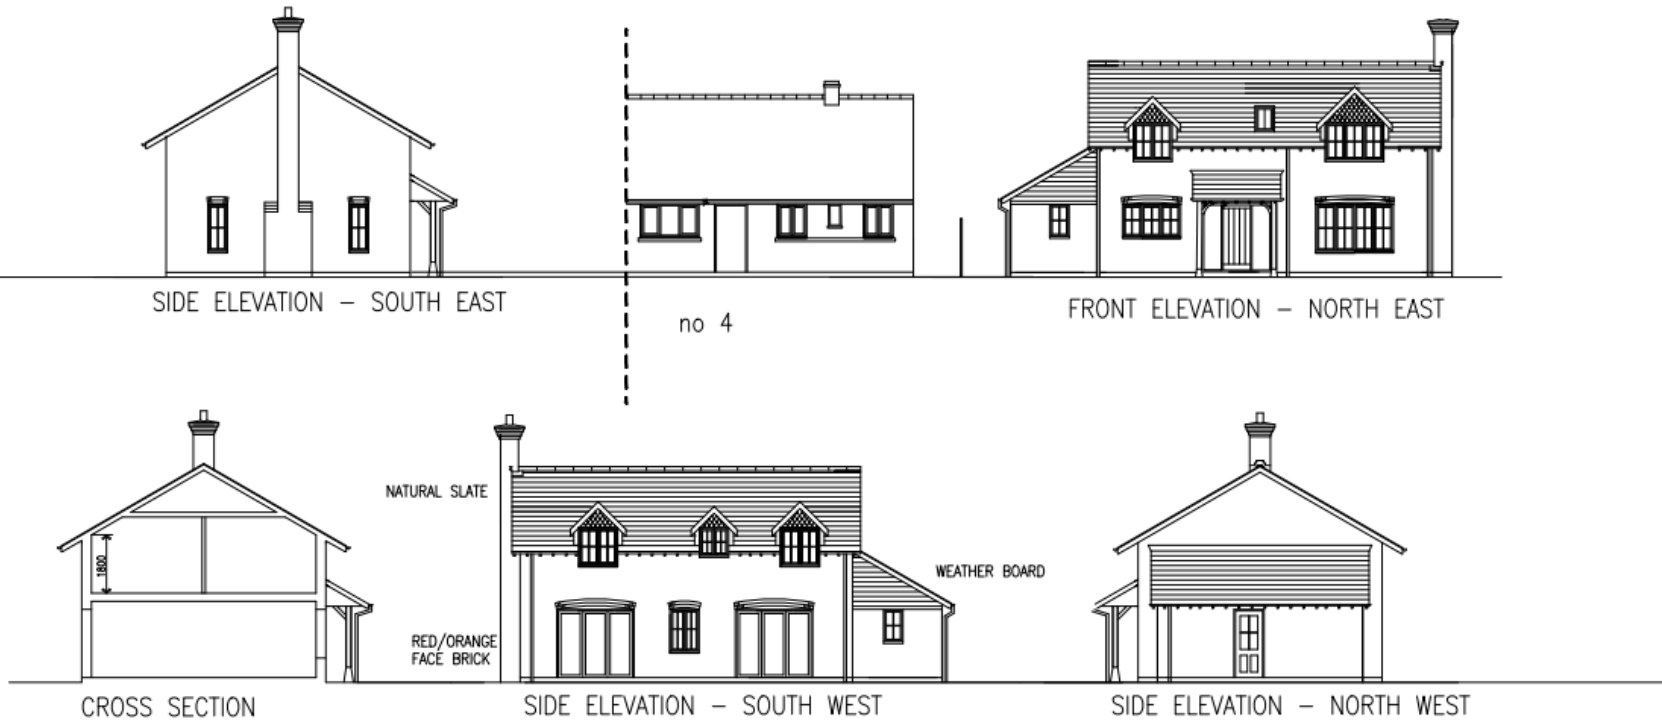 SIDE ELEVATION – SOUTH EAST
no 4
FRONT ELEVATION – NORTH EAST
NATURAL SLATE
WEATHER BOARD
1800
RED/ORANGE
FACE BRICK
CROSS SECTION
SIDE ELEVATION – SOUTH WEST
SIDE ELEVATION – NORTH WEST